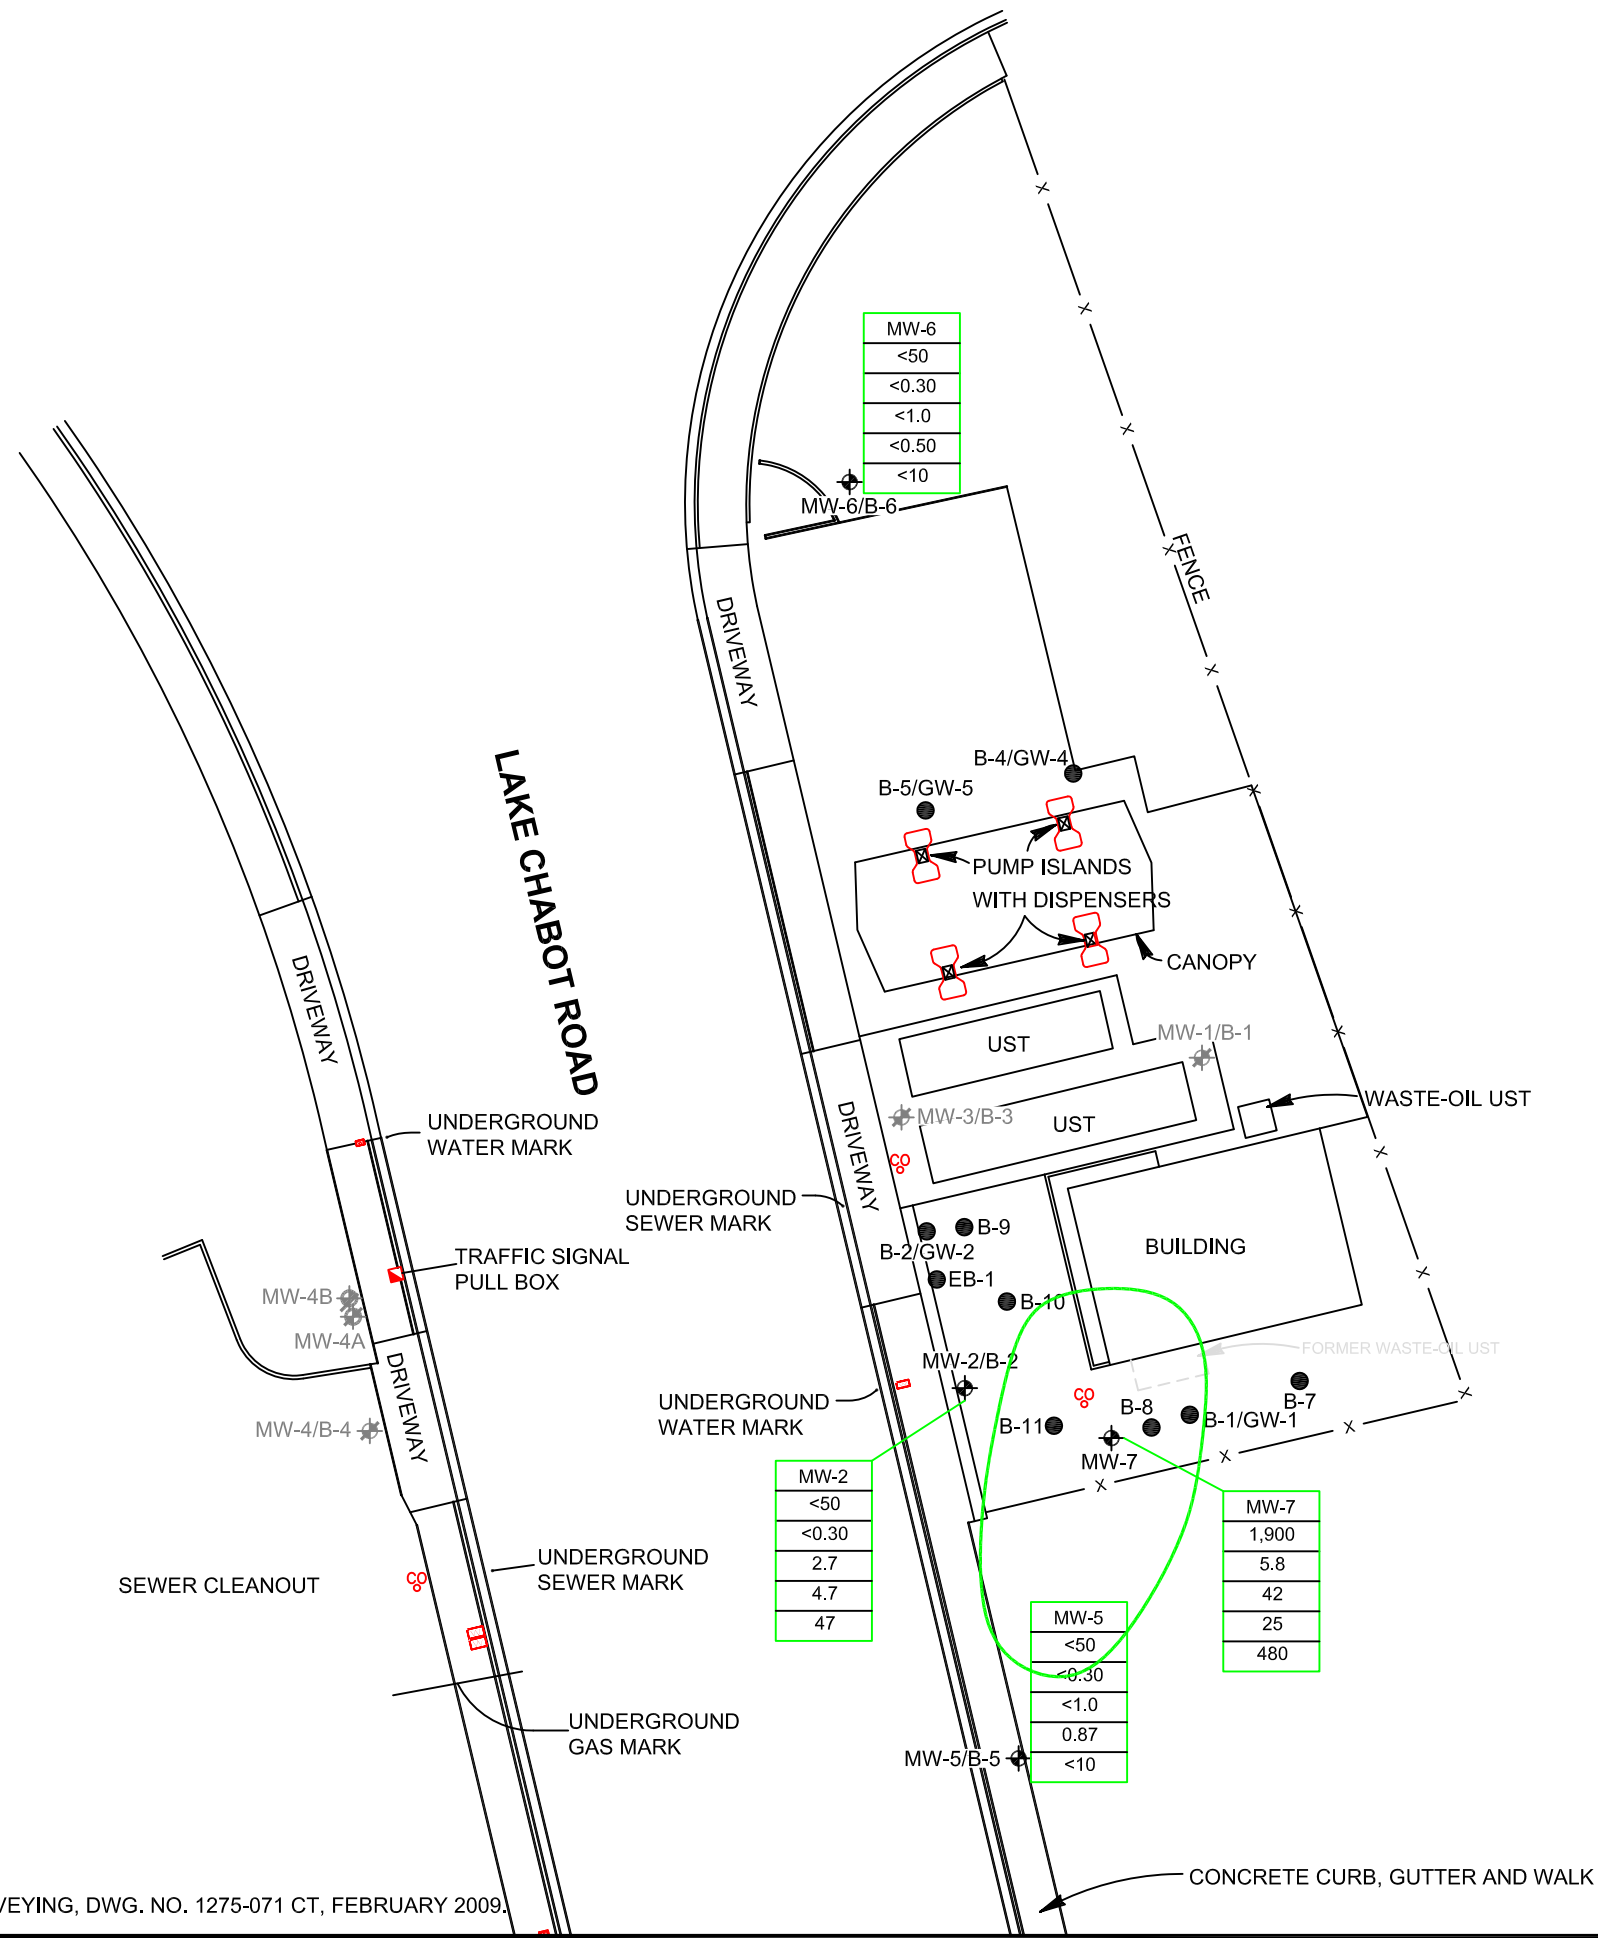 MW-6
<50
<0.30
<1.0
<0.50
<10
MW-6/B-6
FENCE
DRIVEWAY
LAKE CHABOT ROAD
B-4/GW-4
B-5/GW-5
PUMP ISLANDS
WITH DISPENSERS
CANOPY
DRIVEWAY
UST
MW-1/B-1
WASTE-OIL UST
MW-3/B-3
UST
UNDERGROUND
WATER MARK
DRIVEWAY
CO
UNDERGROUND
SEWER MARK
B-9
B-2/GW-2
BUILDING
TRAFFIC SIGNAL
PULL BOX
EB-1
MW-4B
B-10
MW-4A
FORMER WASTE-OIL UST
MW-2/B-2
DRIVEWAY
UNDERGROUND
WATER MARK
CO
B-7
B-8
B-1/GW-1
B-11
MW-4/B-4
MW-7
MW-2
<50
<0.30
2.7
4.7
47
MW-7
1,900
5.8
42
25
480
UNDERGROUND
SEWER MARK
SEWER CLEANOUT
CO
MW-5
<50
<0.30
<1.0
0.87
<10
UNDERGROUND
GAS MARK
MW-5/B-5
CONCRETE CURB, GUTTER AND WALK
VEYING, DWG. NO. 1275-071 CT, FEBRUARY 2009.